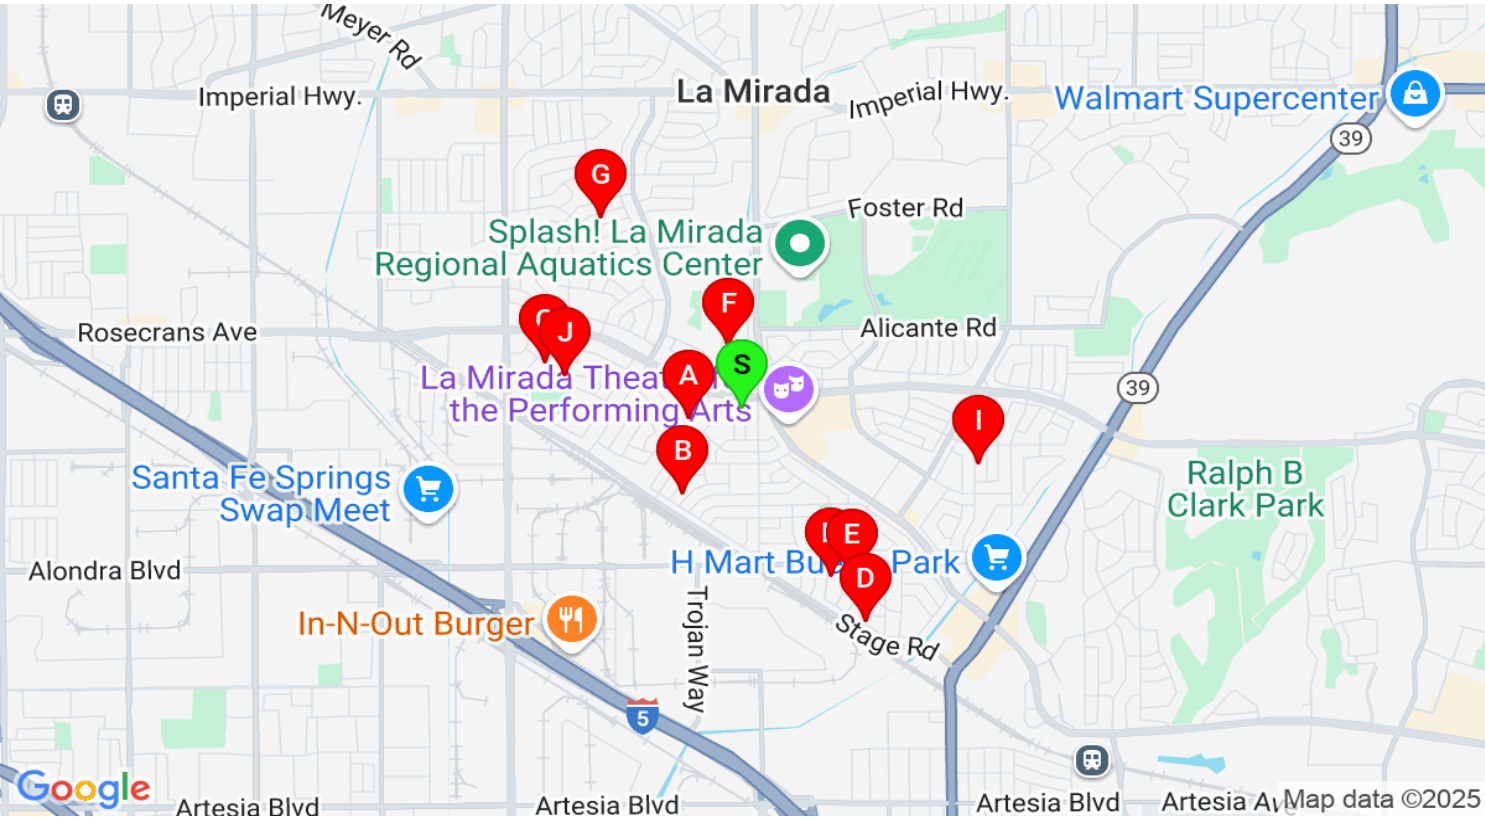 Meyer Rd
Imperial Hwy.
La Mirada
Imperial Hwy.
Walmart Supercenter
39
G
Foster Rd
Splash! La Mirada
Regional Aquatics Center
F
J
Rosecrans Ave
Alicante Rd
S
A
La Mirada
the Performing Arts
39
I
B
Santa Fe Springs
Swap Meet
Ralph B
Clark Park
E
H Mart
Park
D
Alondra Blvd
In-N-Out Burger
Trojan Way
Stage Rd
5
Google
Artesia Blvd
Artesia Blvd
Artesia Blvd
Artesia
Map data ©2025